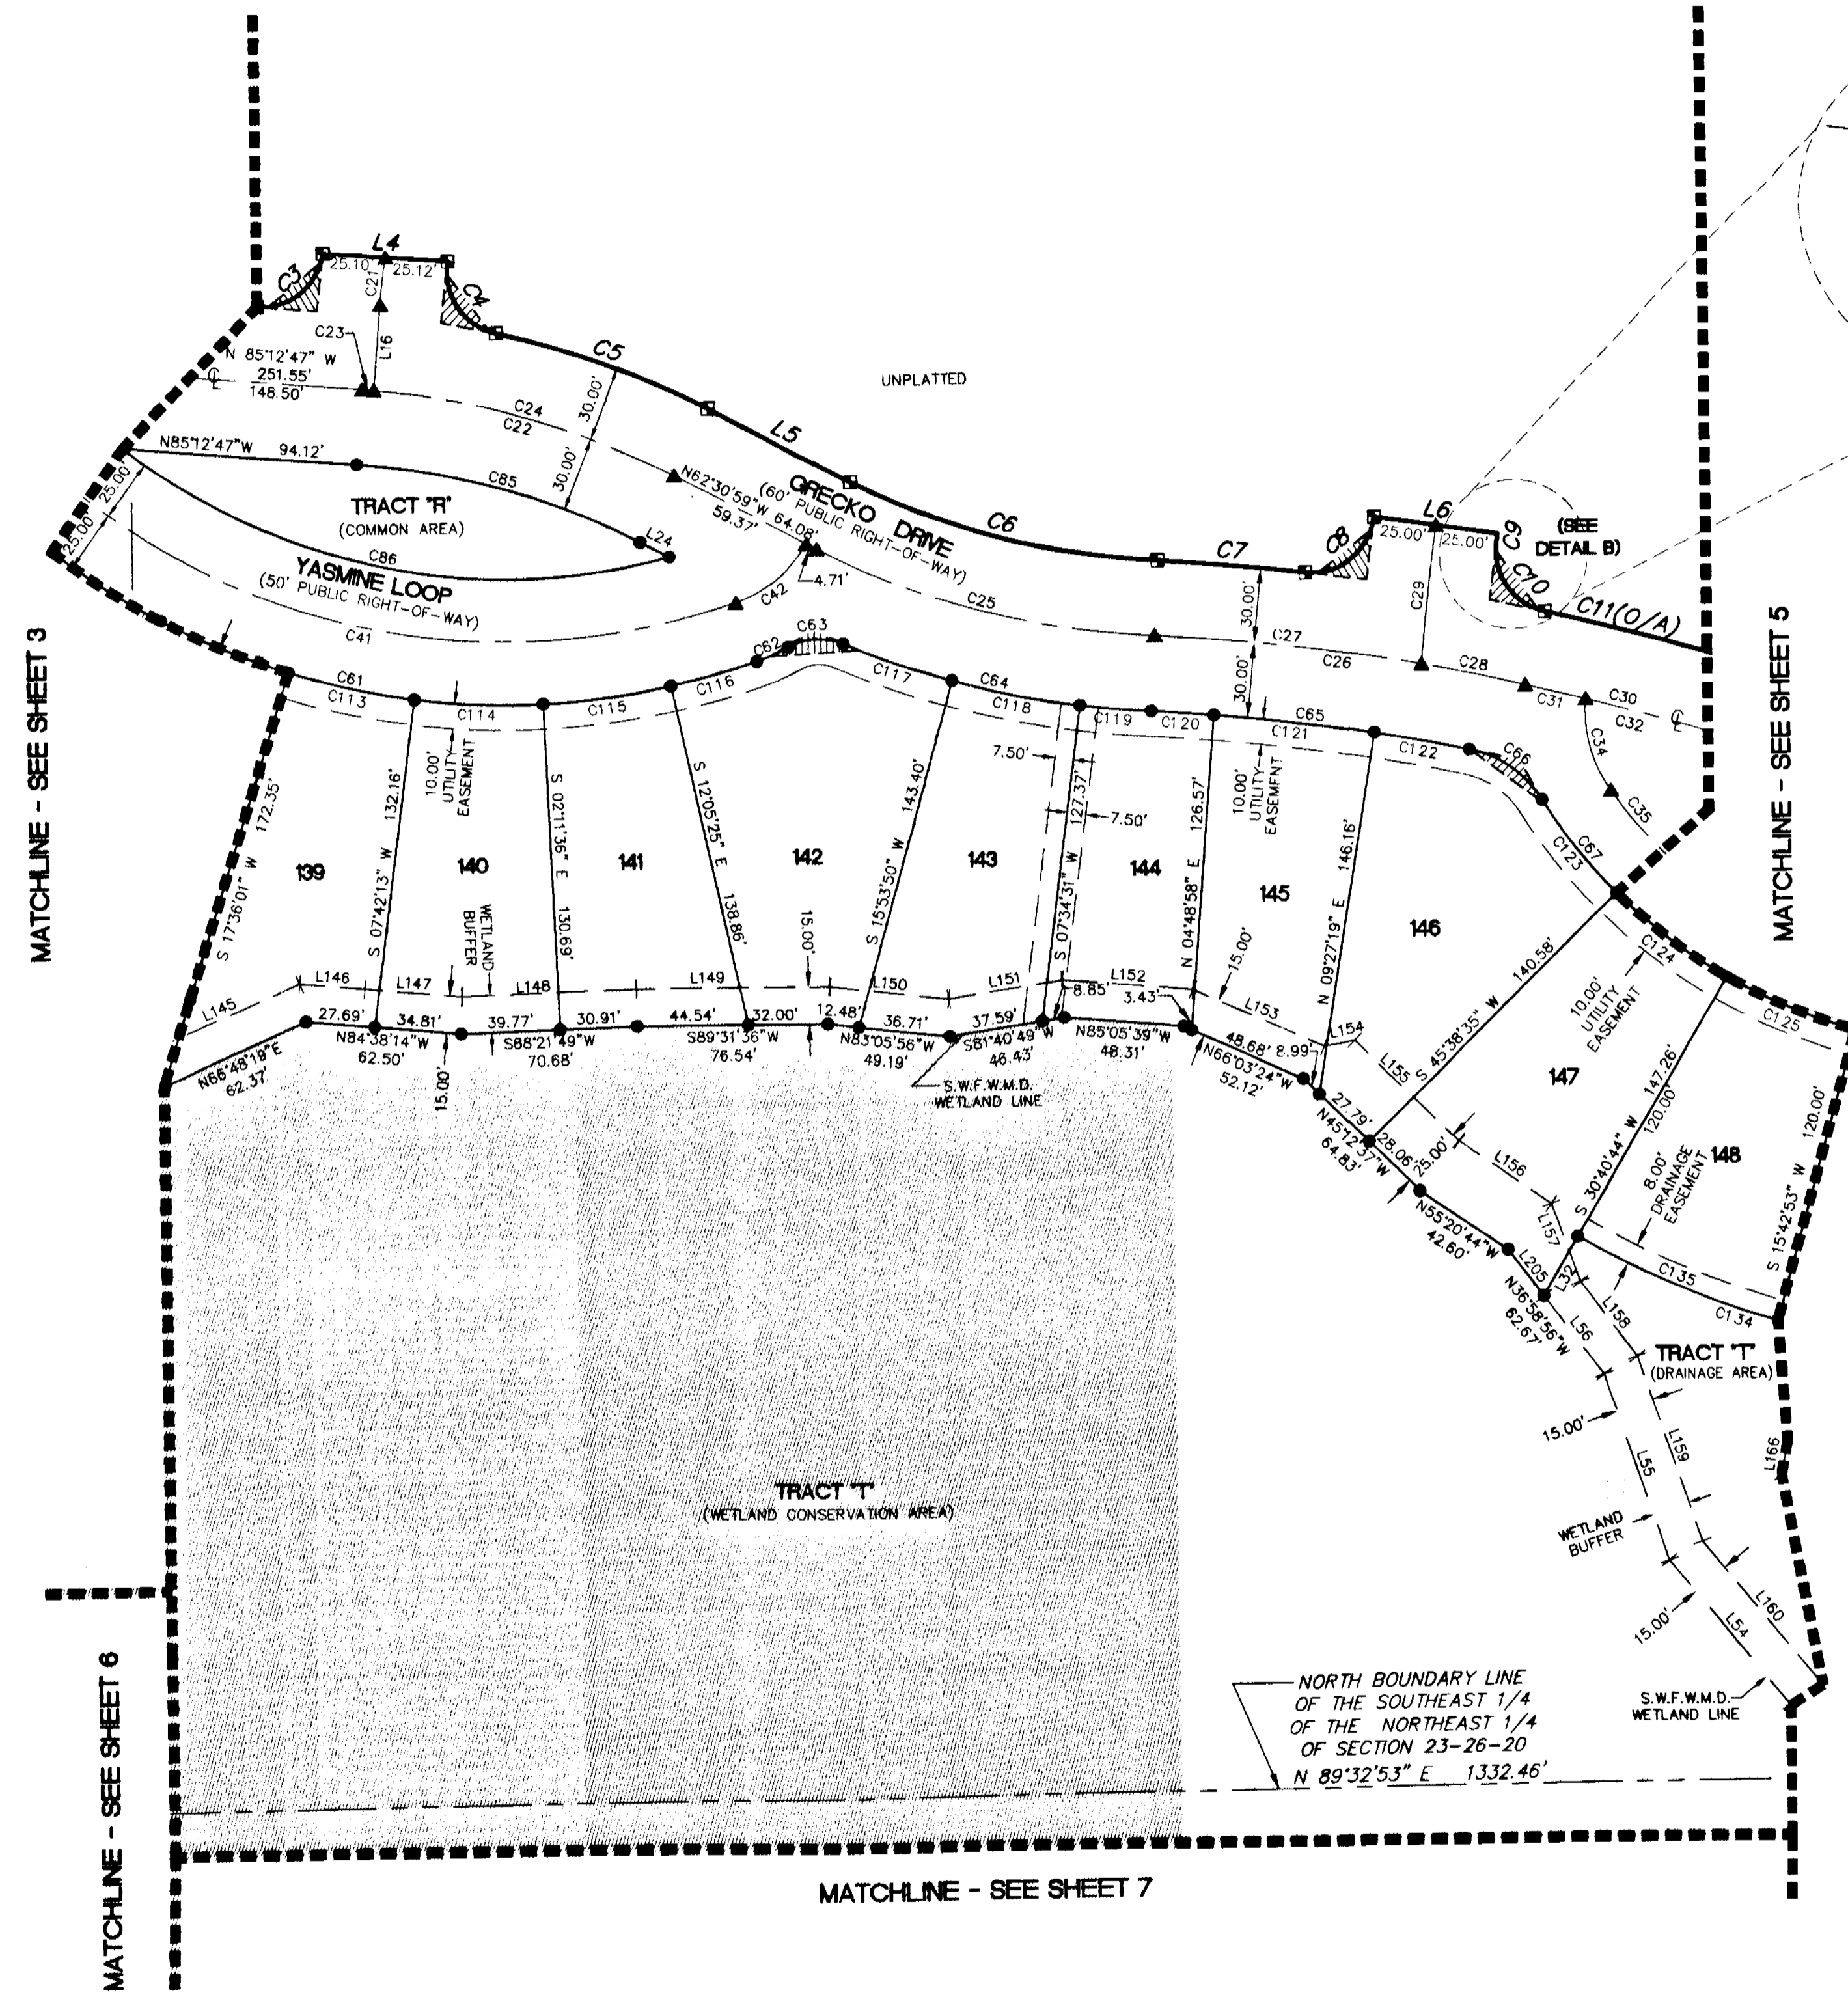 L4
25.10'
25.12'
C3
C21
C4
C23
L16
N 85°12'47" W
251.55'
148.50'
C5
30.00'
30.00'
UNPLATTED
C24
C22
L5
N85°12'47"W 94.12'
C85
25.00'
25.00'
TRACT "R"
(COMMON AREA)
L24
C86
N62°30'59"W 64.08'
59.37'
GRECKO DRIVE
(60' PUBLIC RIGHT-OF-WAY)
C6
C7
C8
L6
25.00'
25.00'
C9
C10
(SEE
DETAIL B)
C11(O/A)
YASMINE LOOP
(50' PUBLIC RIGHT-OF-WAY)
C41
C42
4.71'
C25
30.00'
30.00'
C29
C27
C26
C28
C31
C30
C32
C34
C35
MATCHLINE - SEE SHEET 3
MATCHLINE - SEE SHEET 5
C61
C113
C114
C115
C116
C62
C63
C117
C64
C118
C119
C120
C65
C121
C122
C66
C67
C123
C124
C125
S 17°36'01" W 172.35'
139
S 07°42'13" W 132.16'
10.00'
UTILITY
EASEMENT
140
WETLAND
BUFFER
S 02°11'36" E 130.69'
141
S 12°05'25" E 138.86'
142
15.00'
S 15°53'50" W 143.40'
143
7.50'
7.50'
S 07°34'31" W 127.37'
144
N 04°48'58" E 126.57'
10.00'
UTILITY
EASEMENT
145
15.00'
N 09°27'19" E 146.16'
146
S 45°38'35" W 140.58'
10.00'
UTILITY
EASEMENT
147
S 30°40'44" W 147.26'
120.00'
8.00'
DRAINAGE
EASEMENT
148
S 15°42'53" W 120.00'
L145
L146
L147
L148
L149
L150
L151
L152
L153
L154
L155
L156
L157
N66°48'19"E
62.37'
27.69'
34.81'
N84°38'14"W
62.50'
15.00'
39.77'
30.91'
S88°21'49"W
70.68'
44.54'
32.00'
S89°31'36"W
76.54'
12.48'
36.71'
N83°05'56"W
49.19'
37.59'
8.85'
S81°40'49"W
46.43'
S.W.F.W.M.D.
WETLAND LINE
3.43'
N85°05'39"W
48.31'
48.68'
8.99'
N66°03'24"W
52.12'
27.79'
28.06'
N45°12'37"W
64.83'
25.00'
N55°20'44"W
42.60'
L205
L32
N36°58'56"W
62.67'
L56
L158
C135
C134
TRACT "T"
(DRAINAGE AREA)
15.00'
L55
L159
L166
WETLAND
BUFFER
15.00'
L54
L160
S.W.F.W.M.D.
WETLAND LINE
TRACT "T"
(WETLAND CONSERVATION AREA)
NORTH BOUNDARY LINE
OF THE SOUTHEAST 1/4
OF THE NORTHEAST 1/4
OF SECTION 23-26-20
N 89°32'53" E 1332.46'
MATCHLINE - SEE SHEET 6
MATCHLINE - SEE SHEET 7